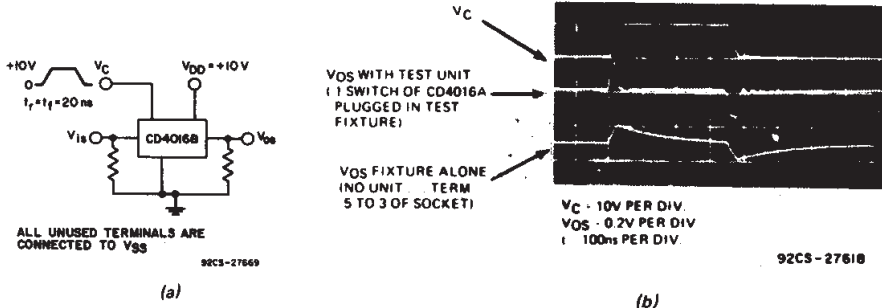 +10V
0
tr=tf=20 ns
VC
VDD=+10V
Vis
CD4016B
Vos
ALL UNUSED TERMINALS ARE
CONNECTED TO VSS
92CS-27669
(a)
VC
VOS WITH TEST UNIT
(1 SWITCH OF CD4016A
PLUGGED IN TEST
FIXTURE)
VOS FIXTURE ALONE
(NO UNIT ... TERM
5 TO 3 OF SOCKET)
VC - 10V PER DIV.
VOS - 0.2V PER DIV
t 100ns PER DIV.
92CS-27618
(b)